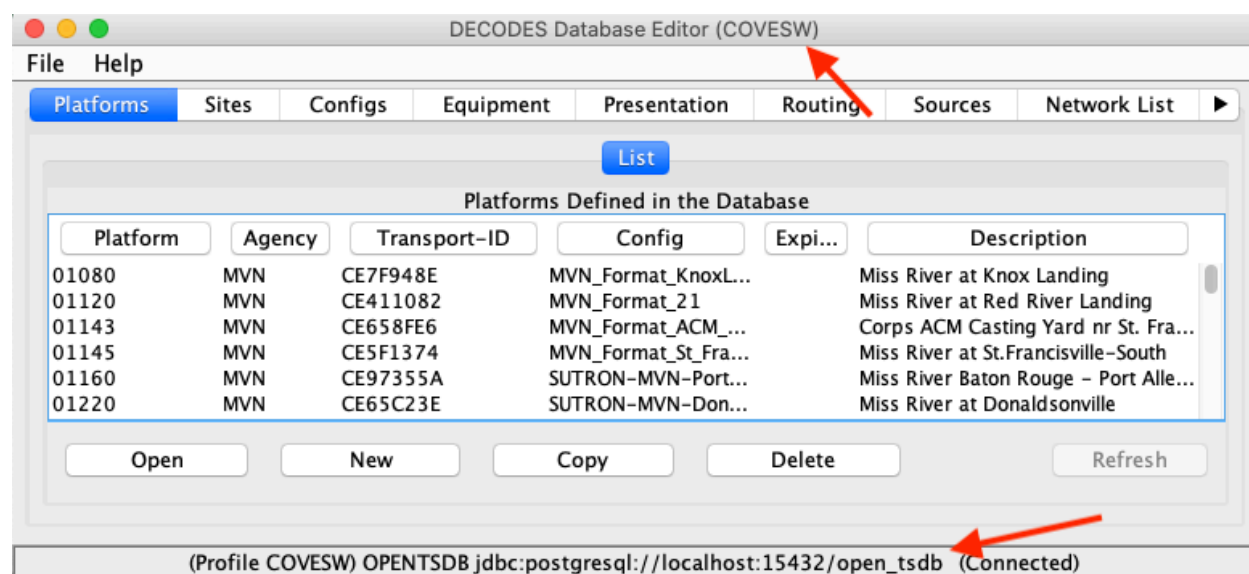 DECODES Database Editor (COVESW)
File Help
Platforms Sites Configs Equipment Presentation Routing Sources Network List
List
Platforms Defined in the Database
Platform Agency Transport-ID Config Expi... Description
01080 MVN CE7F948E MVN_Format_KnoxL... Miss River at Knox Landing
01120 MVN CE411082 MVN_Format_21 Miss River at Red River Landing
01143 MVN CE658FE6 MVN_Format_ACM_... Corps ACM Casting Yard nr St. Fra...
01145 MVN CE5F1374 MVN_Format_St_Fra... Miss River at St.Francisville-South
01160 MVN CE97355A SUTRON-MVN-Port... Miss River Baton Rouge - Port Alle...
01220 MVN CE65C23E SUTRON-MVN-Don... Miss River at Donaldsonville
Open New Copy Delete Refresh
(Profile COVESW) OPENTSDB jdbc:postgresql://localhost:15432/open_tsdb (Connected)